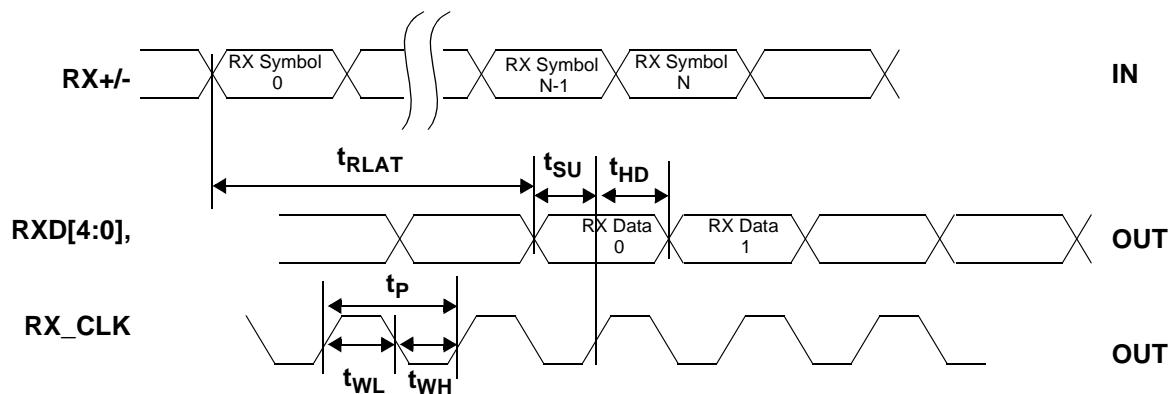 RX+/-
RX Symbol
0
RX Symbol
N-1
RX Symbol
N
IN
tRLAT
tSU
tHD
RXD[4:0],
RX Data
0
RX Data
1
OUT
tP
RX_CLK
OUT
tWL
tWH